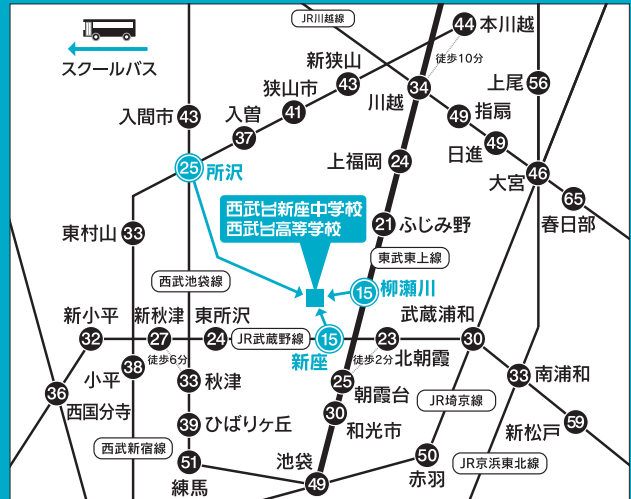 JR川越線
44 本川越
スクールバス
徒歩10分
新狭山
43
狭山市
41
川越
34
上尾 56
入間市 43
入曽
37
49 指扇
49
日進
上福岡 24
大宮 46
25 所沢
65
春日部
西武台新座中学校
西武台高等学校
21 ふじみ野
東村山 33
東武東上線
西武池袋線
15 柳瀬川
新小平
32
新秋津
27
東所沢
24
JR武蔵野線
15
新座
23
北朝霞
武蔵浦和
30
徒歩6分
徒歩2分
小平 38
33 秋津
25 朝霞台
33 南浦和
36
西国分寺
JR埼京線
30 和光市
39 ひばりヶ丘
新松戸 59
西武新宿線
51
練馬
池袋
49
50
赤羽
JR京浜東北線